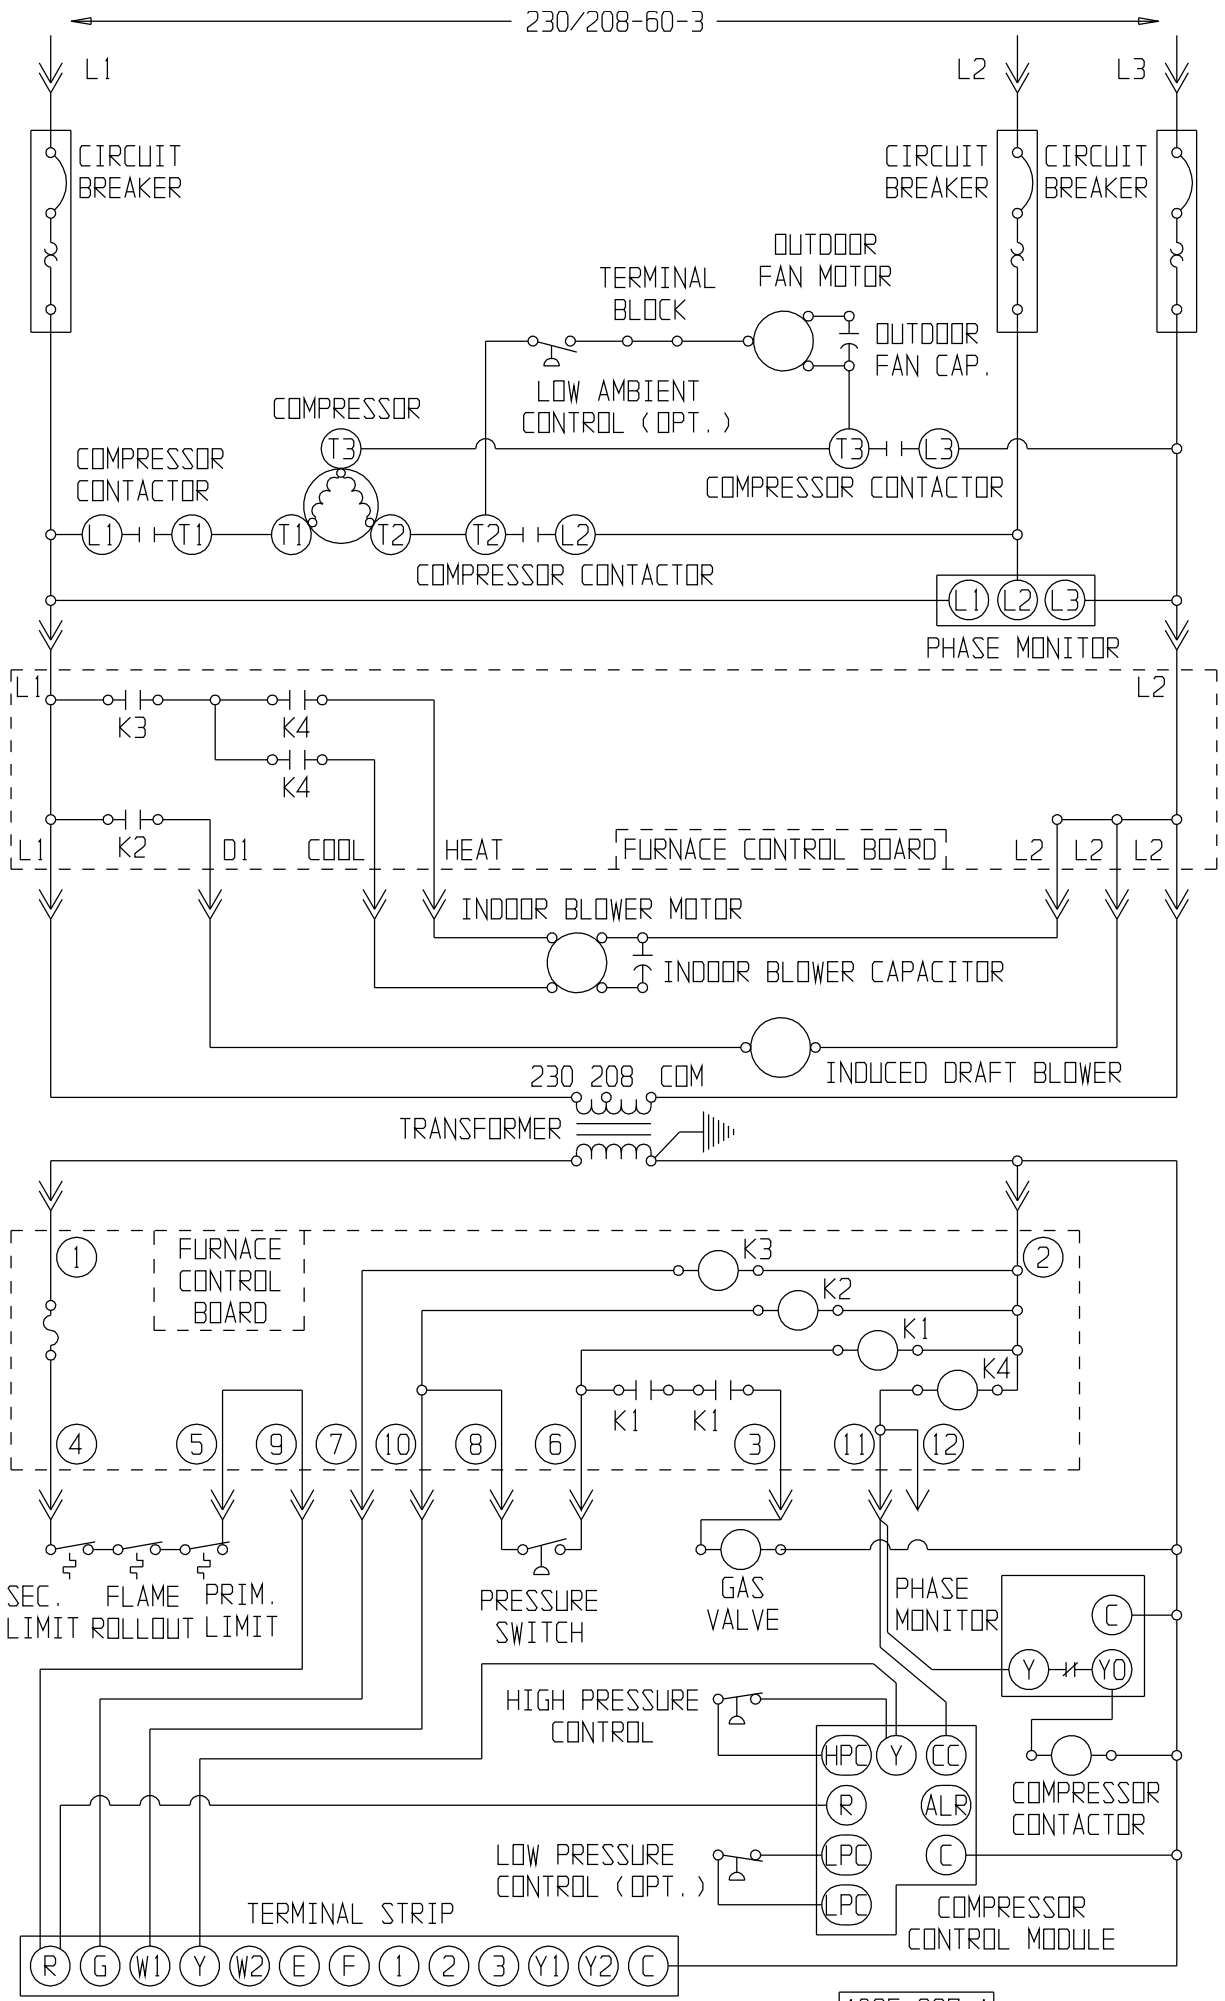 230/208-60-3
L1
L2
L3
CIRCUIT
BREAKER
CIRCUIT
BREAKER
CIRCUIT
BREAKER
OUTDOOR
FAN MOTOR
TERMINAL
BLOCK
OUTDOOR
FAN CAP.
LOW AMBIENT
CONTROL (OPT.)
COMPRESSOR
T3
T3
L3
COMPRESSOR
CONTACTOR
COMPRESSOR CONTACTOR
L1
T1
T1
T2
T2
L2
COMPRESSOR CONTACTOR
L1
L2
L3
PHASE MONITOR
L1
L2
K3
K4
K4
K2
L1
D1
COOL
HEAT
FURNACE CONTROL BOARD
L2
L2
L2
INDOOR BLOWER MOTOR
INDOOR BLOWER CAPACITOR
INDUCED DRAFT BLOWER
230
208
COM
TRANSFORMER
1
FURNACE
CONTROL
BOARD
K3
2
K2
K1
K4
K1
K1
4
5
9
7
10
8
6
3
11
12
SEC.
LIMIT
FLAME
ROLLOUT
PRIM.
LIMIT
PRESSURE
SWITCH
GAS
VALVE
PHASE
MONITOR
C
Y
YO
HIGH PRESSURE
CONTROL
HPC
Y
CC
R
ALR
LPC
C
LPC
COMPRESSOR
CONTACTOR
LOW PRESSURE
CONTROL (OPT.)
COMPRESSOR
CONTROL MODULE
TERMINAL STRIP
R
G
W1
Y
W2
E
F
1
2
3
Y1
Y2
C